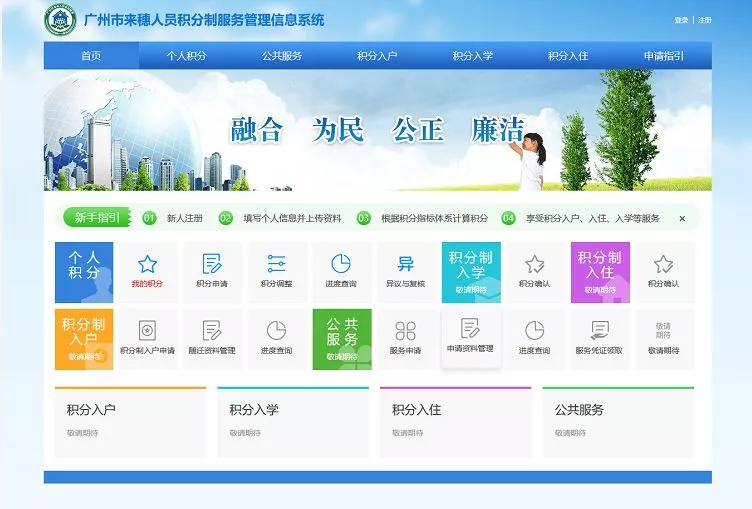 广州市来穗人员积分制服务管理信息系统
登录 | 注册
首页 个人积分 公共服务 积分入户 积分入学 积分入住 申请指引
融合 为民 公正 廉洁
新手指引 01 新人注册 02 填写个人信息并上传资料 03 根据积分指标体系计算积分 04 享受积分入户、入住、入学等服务 ×
个人
积分
我的积分
积分申请
积分调整
进度查询
异议与复核
积分制
入学
敬请期待
积分确认
积分制
入住
敬请期待
积分确认
积分制
入户
敬请期待
积分制入户申请
随迁资料管理
进度查询
公共
服务
敬请期待
服务申请
申请资料管理
进度查询
服务凭证领取
敬请
期待
敬请期待
积分入户
敬请期待
积分入学
敬请期待
积分入住
敬请期待
公共服务
敬请期待